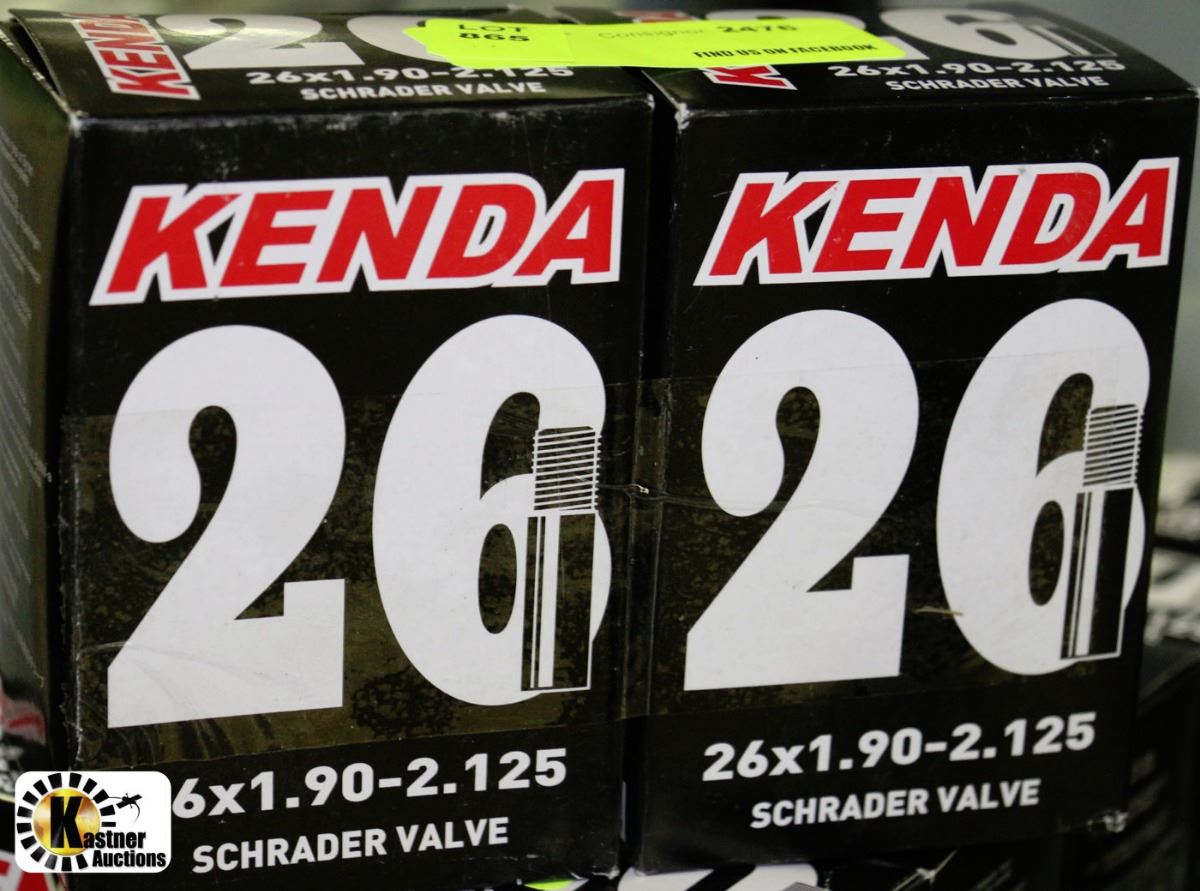 KENDA 26
26x1.90-2.125
SCHRADER VALVE
LOT
865
Consignor 2476
FIND US ON FACEBOOK
26
26x1.90-2.125
SCHRADER VALVE
KENDA
26
26x1.90-2.125
SCHRADER VALVE
KENDA
26
6x1.90-2.125
SCHRADER VALVE
Kastner
Auctions